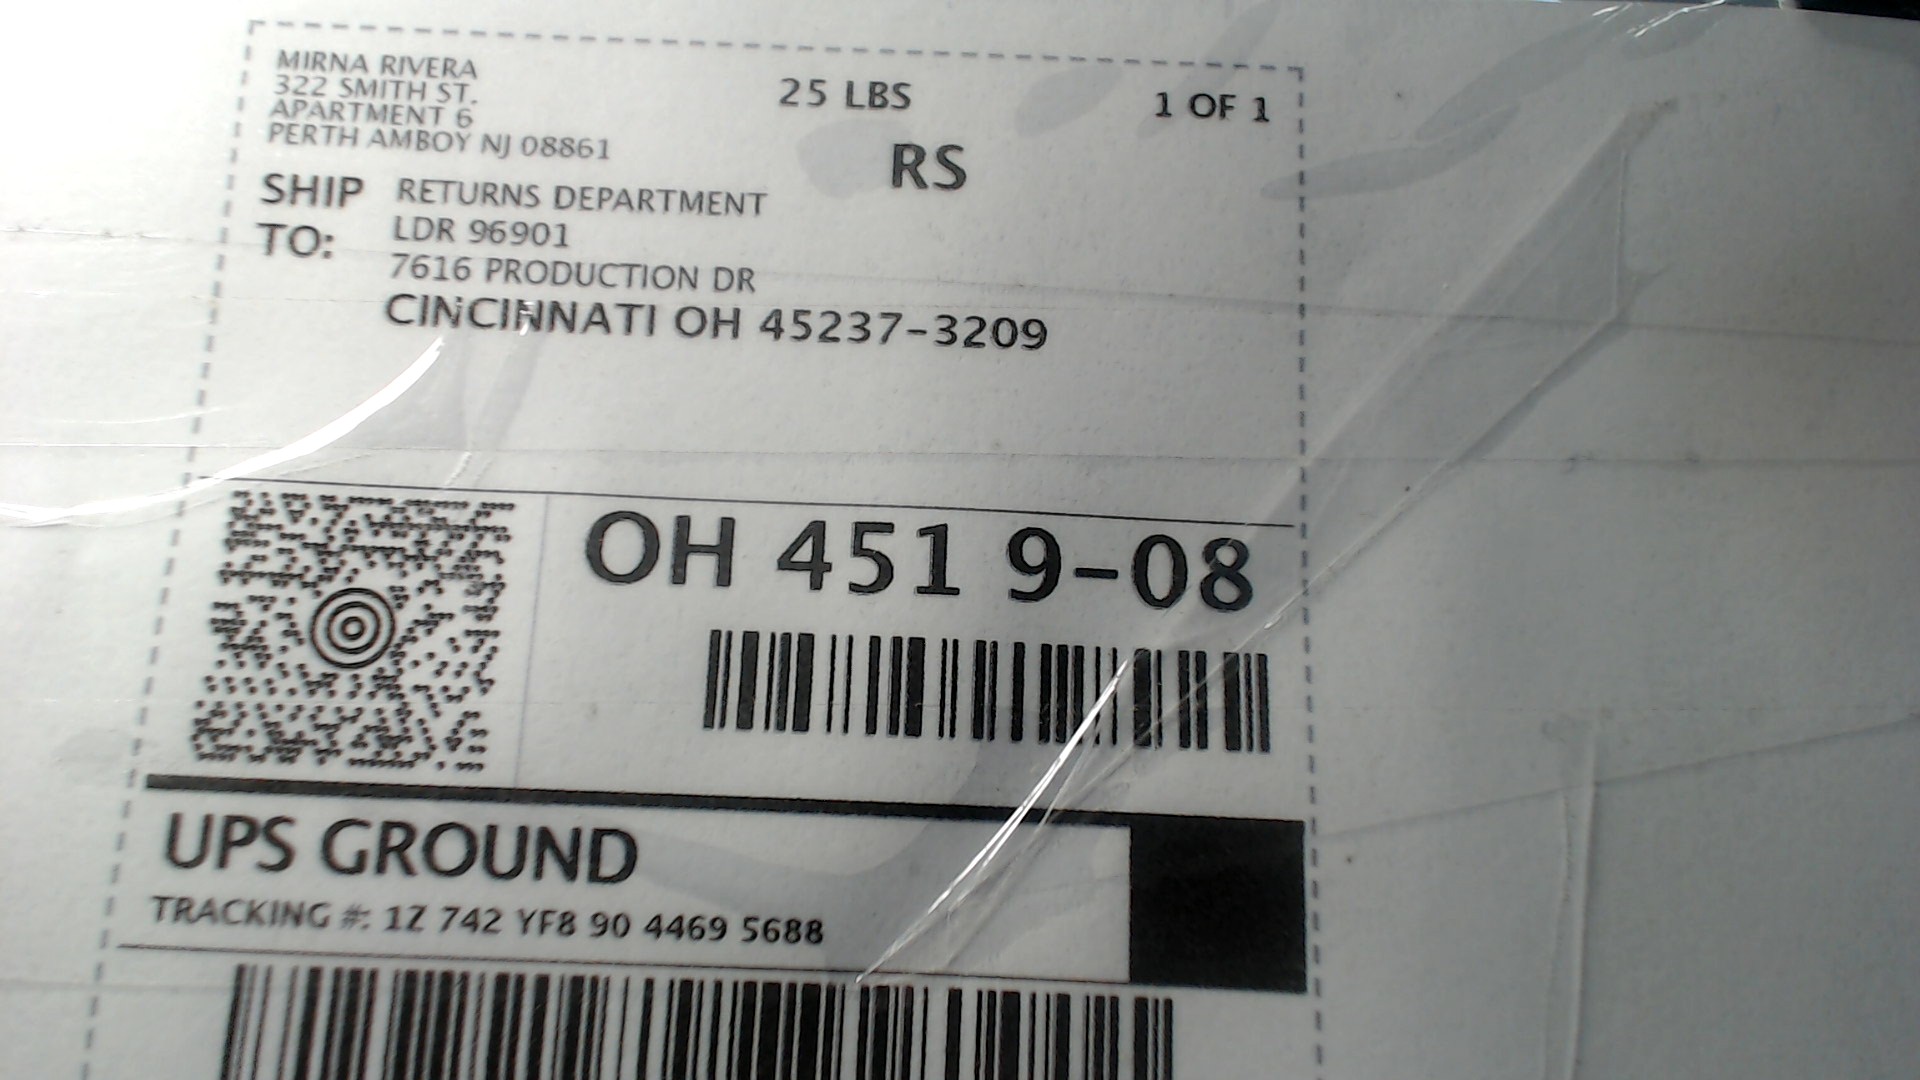 MIRNA RIVERA
322 SMITH ST.
APARTMENT 6
PERTH AMBOY NJ 08861
25 LBS
1 OF 1
RS
SHIP TO:
RETURNS DEPARTMENT
LDR 96901
7616 PRODUCTION DR
CINCINNATI OH 45237-3209
OH 451 9-08
UPS GROUND
TRACKING #: 1Z 742 YF8 90 4469 5688